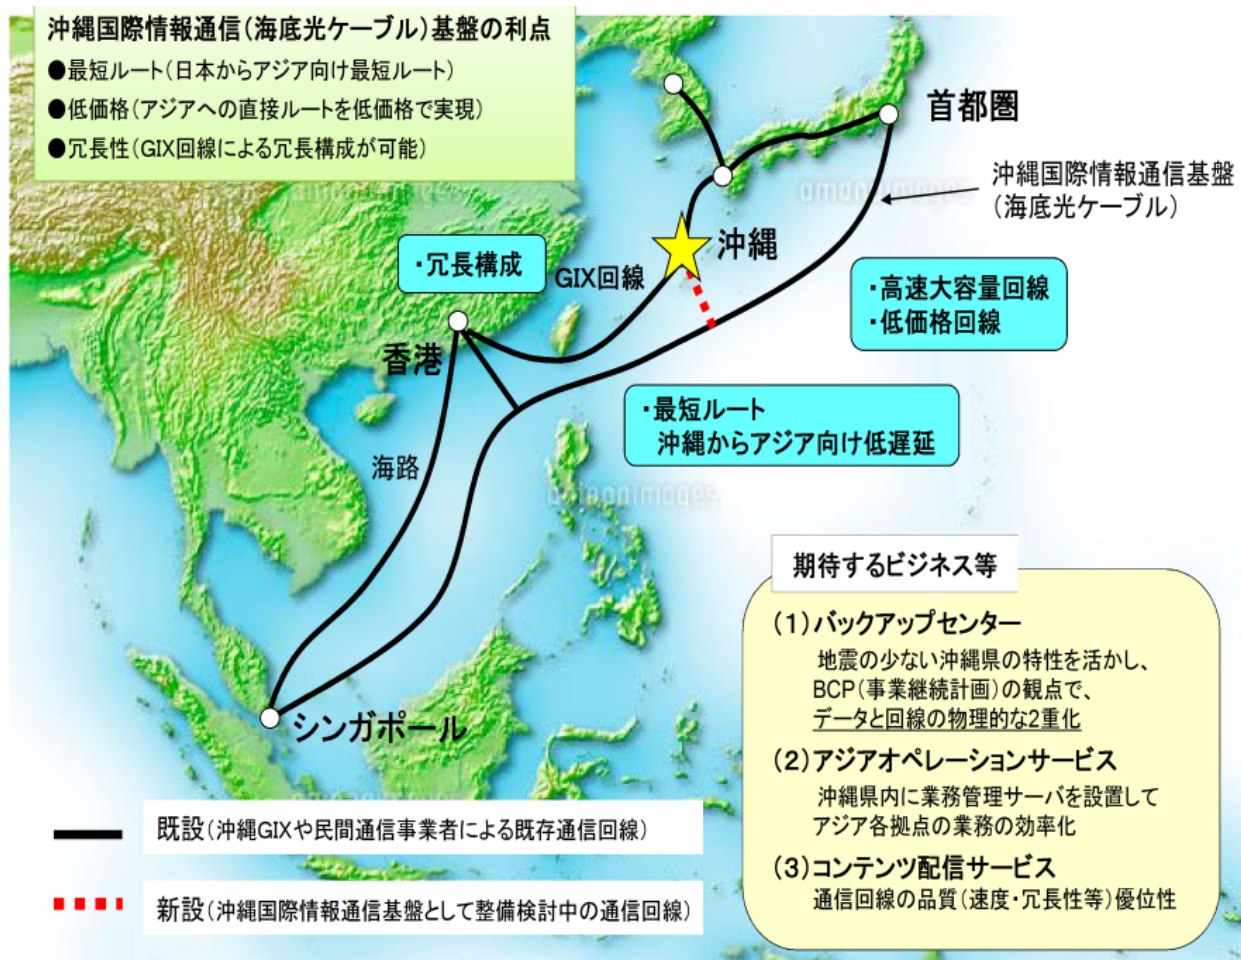 沖縄国際情報通信(海底光ケーブル)基盤の利点
●最短ルート(日本からアジア向け最短ルート)
●低価格(アジアへの直接ルートを低価格で実現)
●冗長性(GIX回線による冗長構成が可能)
首都圏
沖縄国際情報通信基盤
(海底光ケーブル)
amanaimages
沖縄
・冗長構成
GIX回線
・高速大容量回線
・低価格回線
香港
・最短ルート
沖縄からアジア向け低遅延
海路
amanaimages
シンガポール
期待するビジネス等
(1)バックアップセンター
地震の少ない沖縄県の特性を活かし、
BCP(事業継続計画)の観点で、
データと回線の物理的な2重化
(2)アジアオペレーションサービス
沖縄県内に業務管理サーバを設置して
アジア各拠点の業務の効率化
(3)コンテンツ配信サービス
通信回線の品質(速度・冗長性等)優位性
既設(沖縄GIXや民間通信事業者による既存通信回線)
新設(沖縄国際情報通信基盤として整備検討中の通信回線)